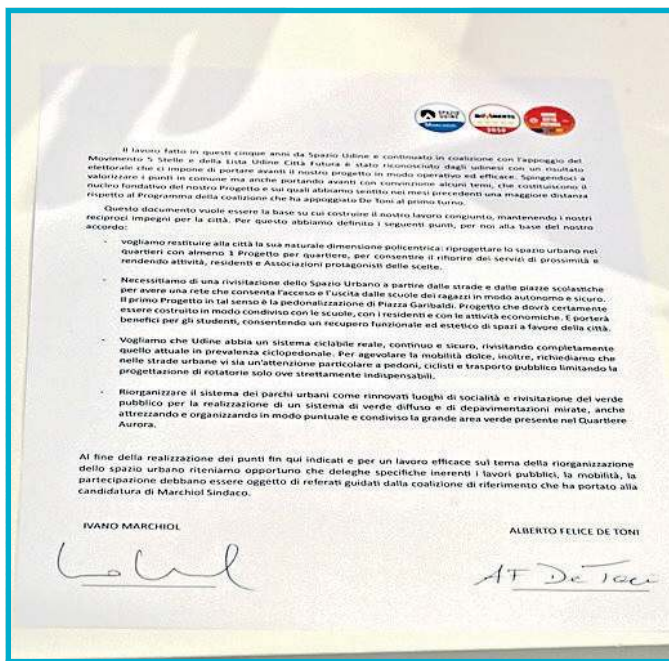 SPAZIO UDINE
MARCHIOL
MOVIMENTO
2050
Il lavoro fatto in questi cinque anni da Spazio Udine e continuato in coalizione con l'appoggio del
Movimento 5 Stelle e della Lista Udine Città Futura è stato riconosciuto dagli udinesi con un risultato
elettorale che ci impone di portare avanti il nostro progetto in modo operativo ed efficace. Spingendoci a
valorizzare i punti in comune ma anche portando avanti con convinzione alcuni temi, che costituiscono il
nucleo fondativo del nostro Progetto e sui quali abbiamo sentito nei mesi precedenti una maggiore distanza
rispetto al Programma della coalizione che ha appoggiato De Toni al primo turno.
Questo documento vuole essere la base su cui costruire il nostro lavoro congiunto, mantenendo i nostri
reciproci impegni per la città. Per questo abbiamo definito i seguenti punti, per noi alla base del nostro
accordo:
- vogliamo restituire alla città la sua naturale dimensione policentrica: riprogettare lo spazio urbano nei
quartieri con almeno 1 Progetto per quartiere, per consentire il rifiorire dei servizi di prossimità e
rendendo attività, residenti e Associazioni protagonisti delle scelte.
- Necessitiamo di una rivisitazione dello Spazio Urbano a partire dalle strade e dalle piazze scolastiche
per avere una rete che consenta l'accesso e l'uscita dalle scuole dei ragazzi in modo autonomo e sicuro.
Il primo Progetto in tal senso è la pedonalizzazione di Piazza Garibaldi. Progetto che dovrà certamente
essere costruito in modo condiviso con le scuole, con i residenti e con le attività economiche. E porterà
benefici per gli studenti, consentendo un recupero funzionale ed estetico di spazi a favore della città.
- Vogliamo che Udine abbia un sistema ciclabile reale, continuo e sicuro, rivisitando completamente
quello attuale in prevalenza ciclopedonale. Per agevolare la mobilità dolce, inoltre, richiediamo che
nelle strade urbane vi sia un'attenzione particolare a pedoni, ciclisti e trasporto pubblico limitando la
progettazione di rotatorie solo ove strettamente indispensabili.
- Riorganizzare il sistema dei parchi urbani come rinnovati luoghi di socialità e rivisitazione del verde
pubblico per la realizzazione di un sistema di verde diffuso e di depavimentazioni mirate, anche
attrezzando e organizzando in modo puntuale e condiviso la grande area verde presente nel Quartiere
Aurora.
Al fine della realizzazione dei punti fin qui indicati e per un lavoro efficace sul tema della riorganizzazione
dello spazio urbano riteniamo opportuno che deleghe specifiche inerenti i lavori pubblici, la mobilità, la
partecipazione debbano essere oggetto di referati guidati dalla coalizione di riferimento che ha portato alla
candidatura di Marchiol Sindaco.
IVANO MARCHIOL
ALBERTO FELICE DE TONI
AF De Toni